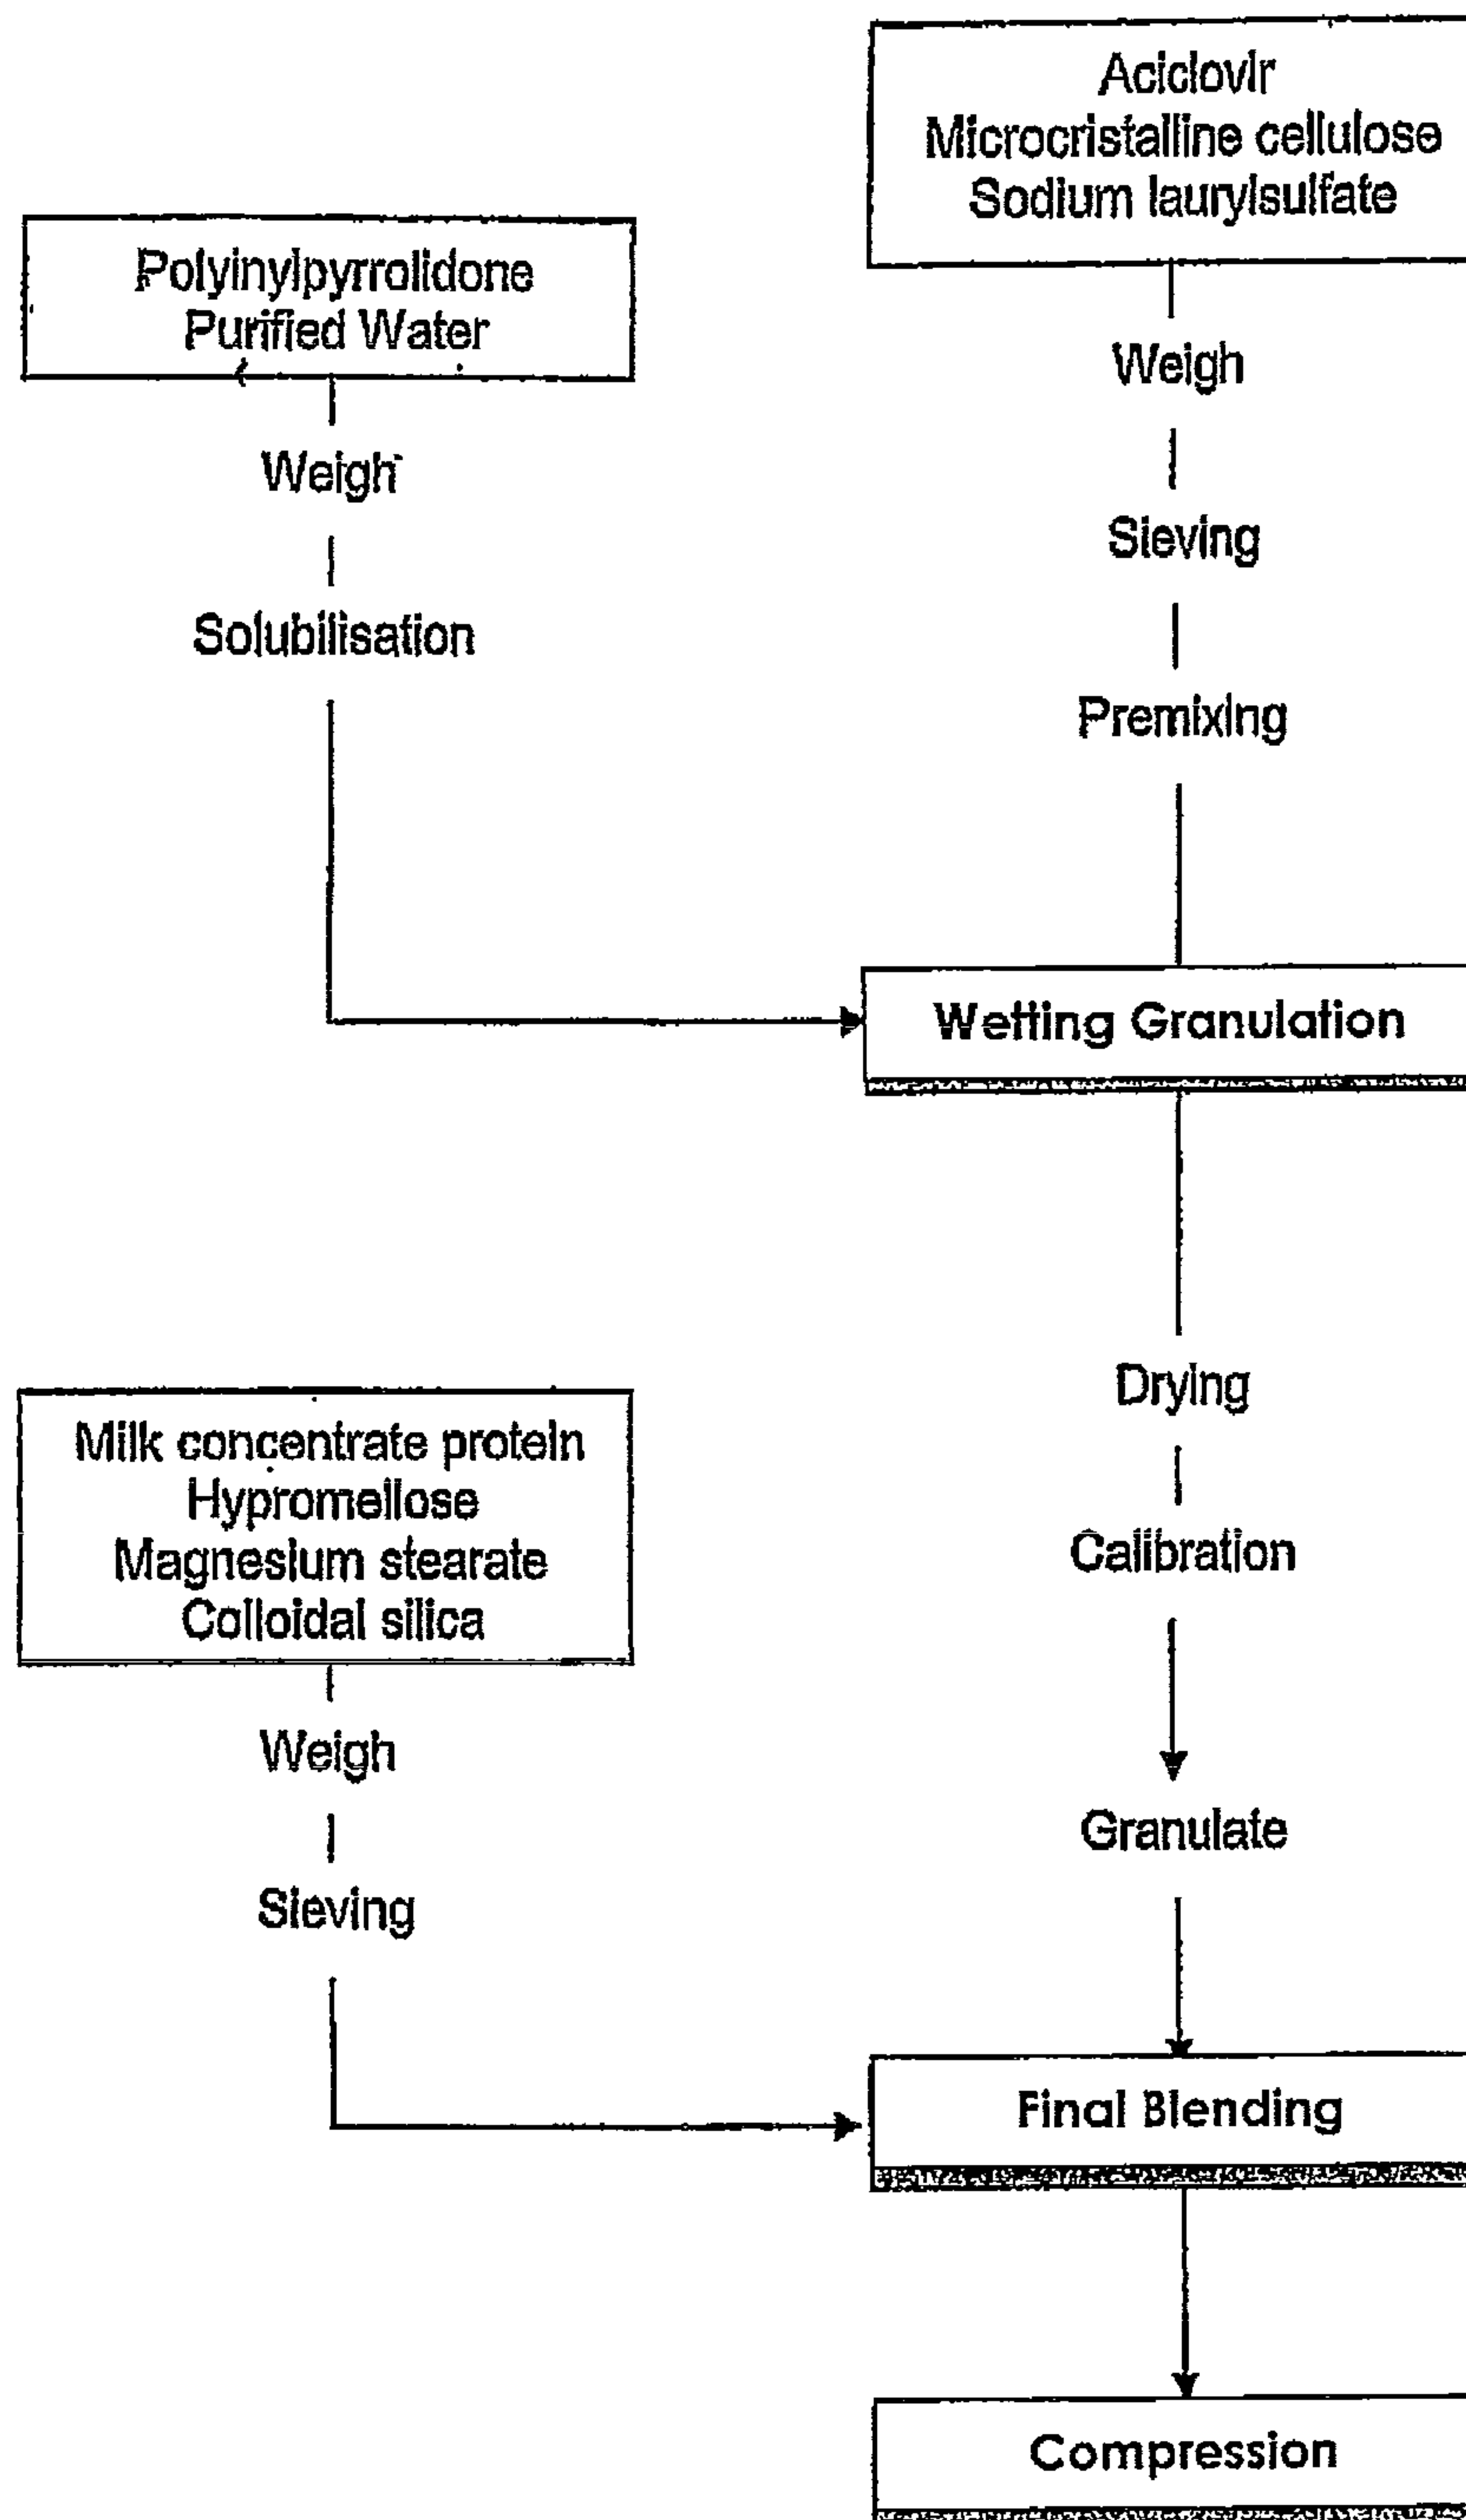 Aciclovir
Microcristalline cellulose
Sodium laurylsulfate
Polyinylpyrrolidone
Purified Water
Weigh
Weigh
Sieving
Solubilisation
Premixing
Wetting Granulation
Drying
Milk concentrate protein
Hypromellose
Magnesium stearate
Colloidal silica
Calibration
Weigh
Granulate
Sieving
Final Blending
Compression